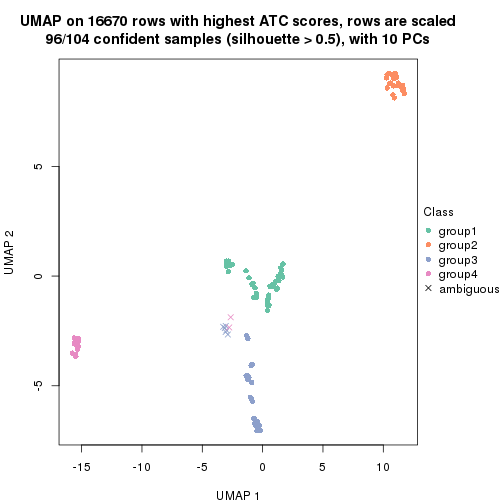 UMAP on 16670 rows with highest ATC scores, rows are scaled
96/104 confident samples (silhouette > 0.5), with 10 PCs
UMAP 2
5
0
-5
-15
-10
-5
0
5
10
UMAP 1
Class
group1
group2
group3
group4
ambiguous